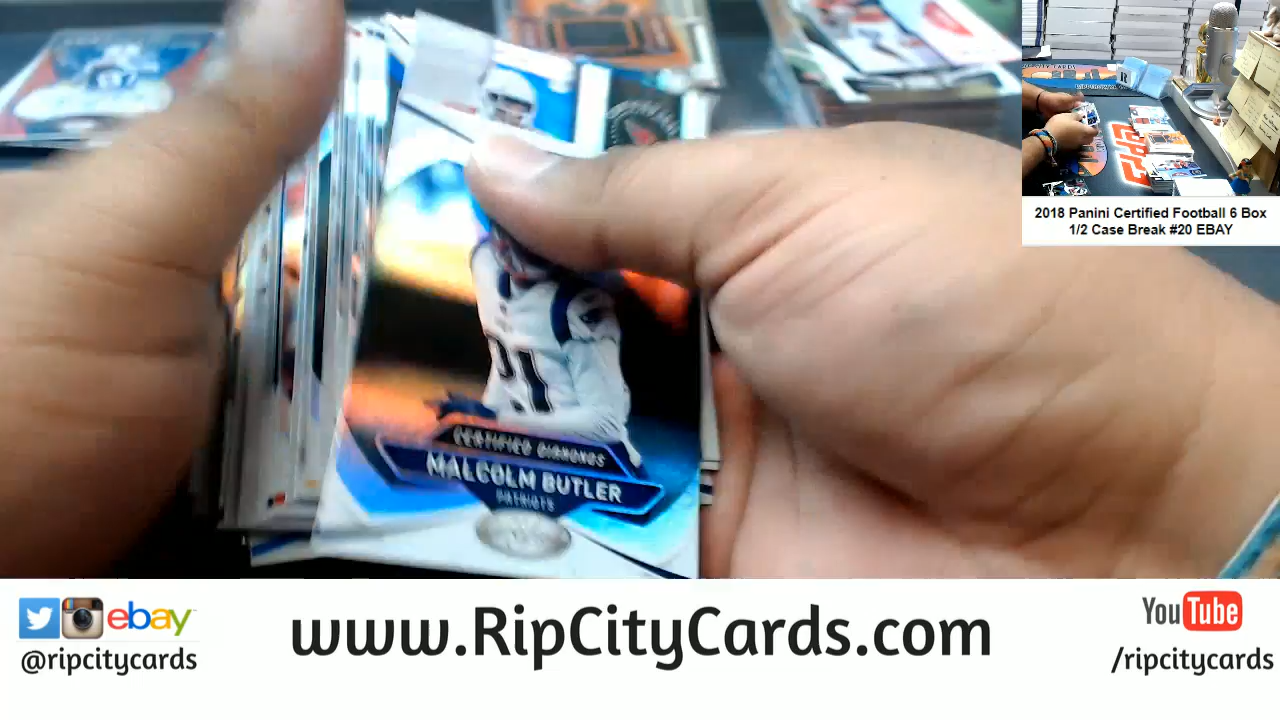 2018 Panini Certified Football 6 Box
1/2 Case Break #20 EBAY
21
CERTIFIED DIAMONDS
MALCOLM BUTLER
PATRIOTS
ebay
@ripcitycards
www.RipCityCards.com
YouTube
/ripcitycards